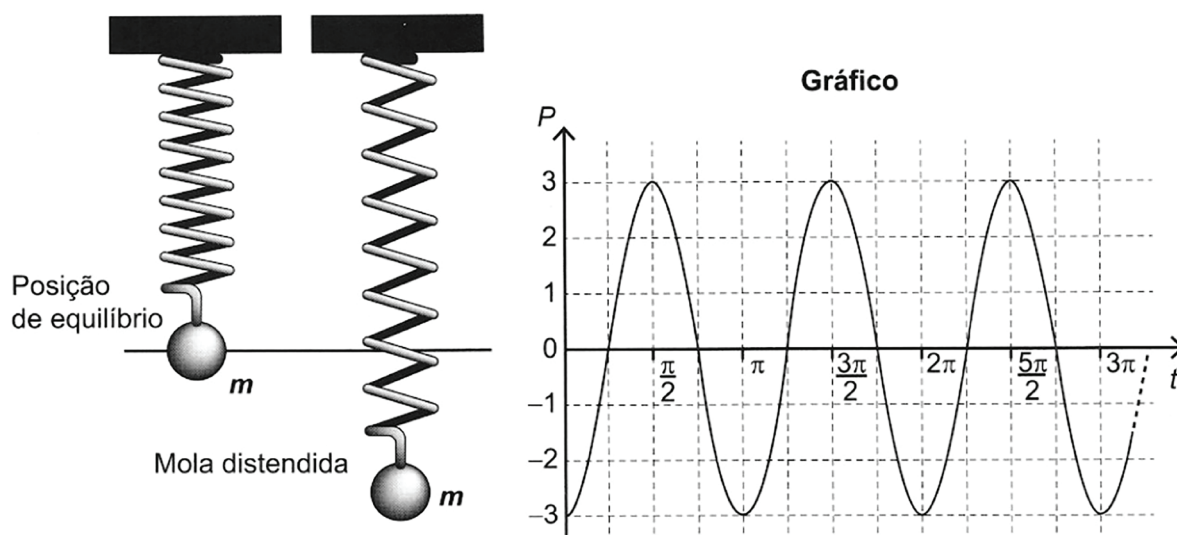 Posição
de equilíbrio
m
Mola distendida
m
Gráfico
P
3
2
1
0
–1
–2
–3
π/2
π
3π/2
2π
5π/2
3π
t